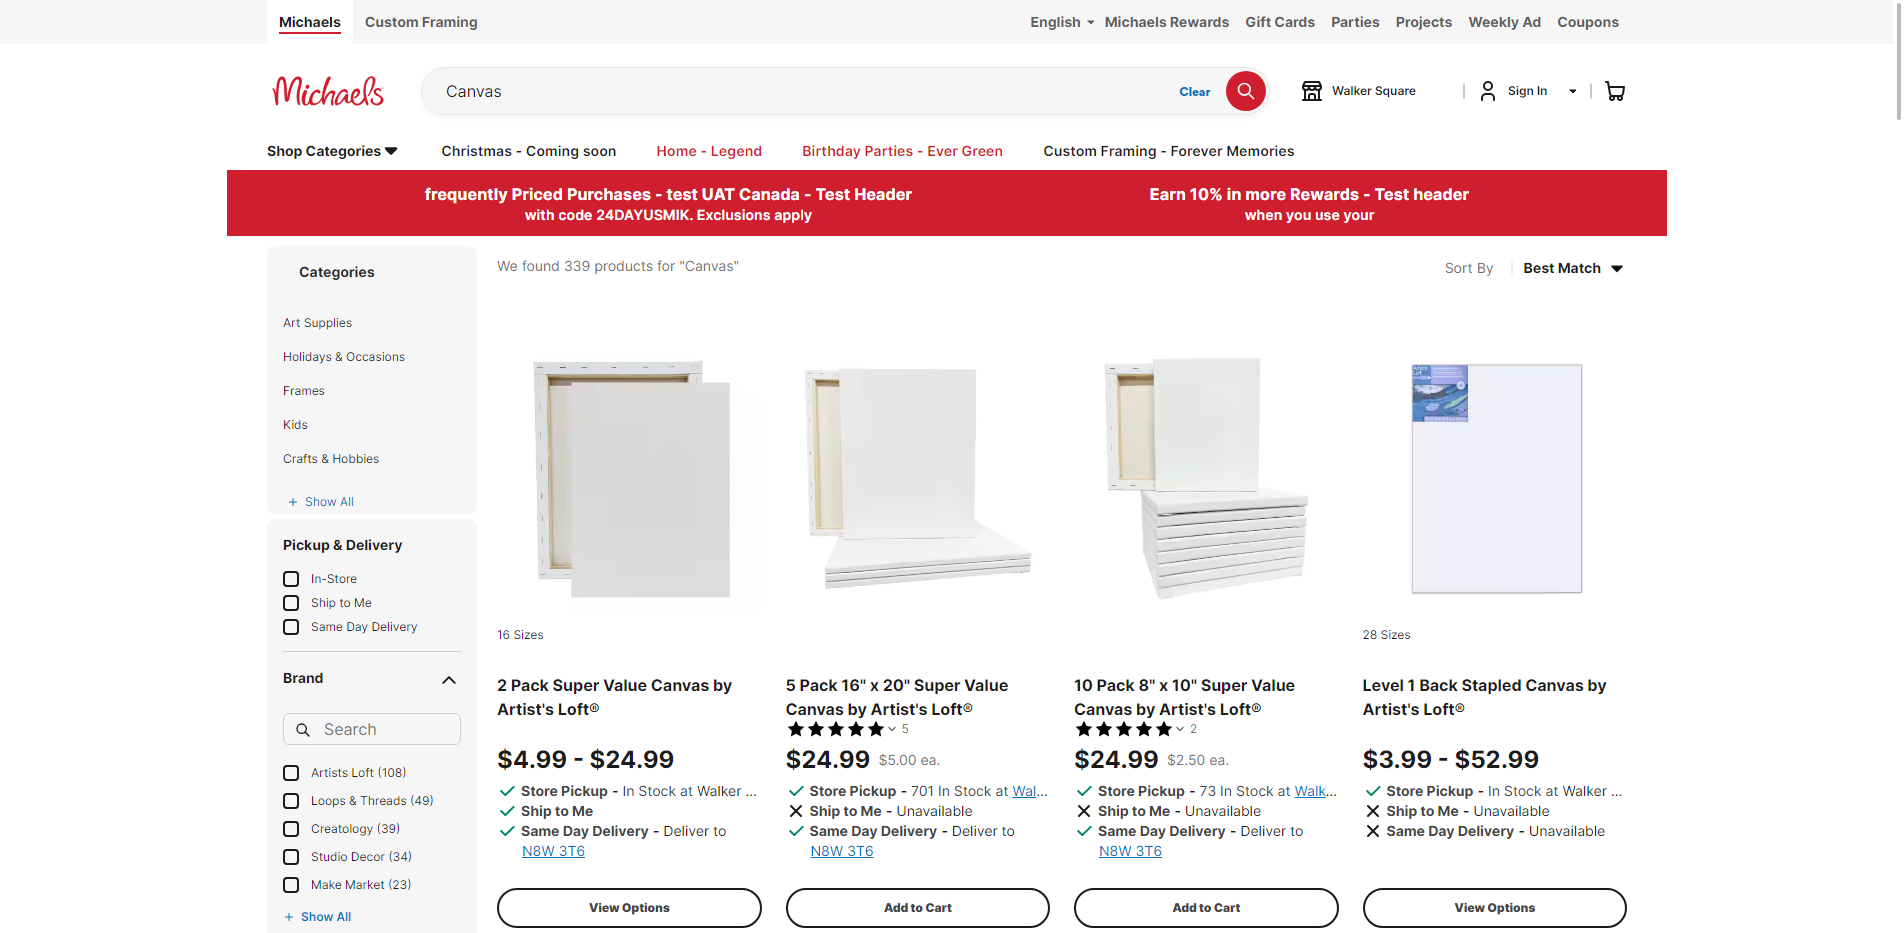 Michaels Custom Framing English Michaels Rewards Gift Cards Parties Projects Weekly Ad Coupons
Michaels Canvas Clear Walker Square Sign In
Shop Categories Christmas - Coming soon Home - Legend Birthday Parties - Ever Green Custom Framing - Forever Memories
frequently Priced Purchases - test UAT Canada - Test Header
with code 24DAYUSMIK. Exclusions apply
Earn 10% in more Rewards - Test header
when you use your
Categories
Art Supplies
Holidays & Occasions
Frames
Kids
Crafts & Hobbies
+ Show All
Pickup & Delivery
In-Store
Ship to Me
Same Day Delivery
Brand
Search
Artists Loft (108)
Loops & Threads (49)
Creatology (39)
Studio Decor (34)
Make Market (23)
+ Show All
We found 339 products for "Canvas"
Sort By Best Match
16 Sizes
2 Pack Super Value Canvas by
Artist's Loft®
$4.99 - $24.99
Store Pickup - In Stock at Walker ...
Ship to Me
Same Day Delivery - Deliver to
N8W 3T6
View Options
5 Pack 16" x 20" Super Value
Canvas by Artist's Loft®
5
$24.99 $5.00 ea.
Store Pickup - 701 In Stock at Wal...
Ship to Me - Unavailable
Same Day Delivery - Deliver to
N8W 3T6
Add to Cart
10 Pack 8" x 10" Super Value
Canvas by Artist's Loft®
2
$24.99 $2.50 ea.
Store Pickup - 73 In Stock at Walk...
Ship to Me - Unavailable
Same Day Delivery - Deliver to
N8W 3T6
Add to Cart
28 Sizes
Level 1 Back Stapled Canvas by
Artist's Loft®
$3.99 - $52.99
Store Pickup - In Stock at Walker ...
Ship to Me - Unavailable
Same Day Delivery - Unavailable
View Options